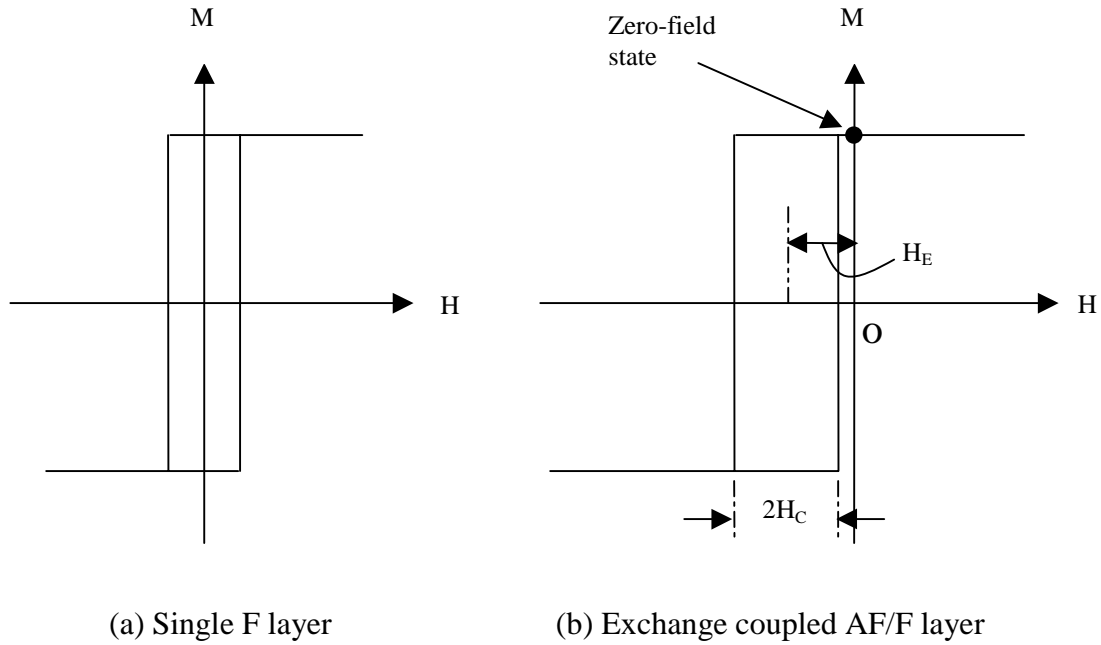 M
H
(a) Single F layer
M
Zero-field
state
H_E
H
O
2H_C
(b) Exchange coupled AF/F layer